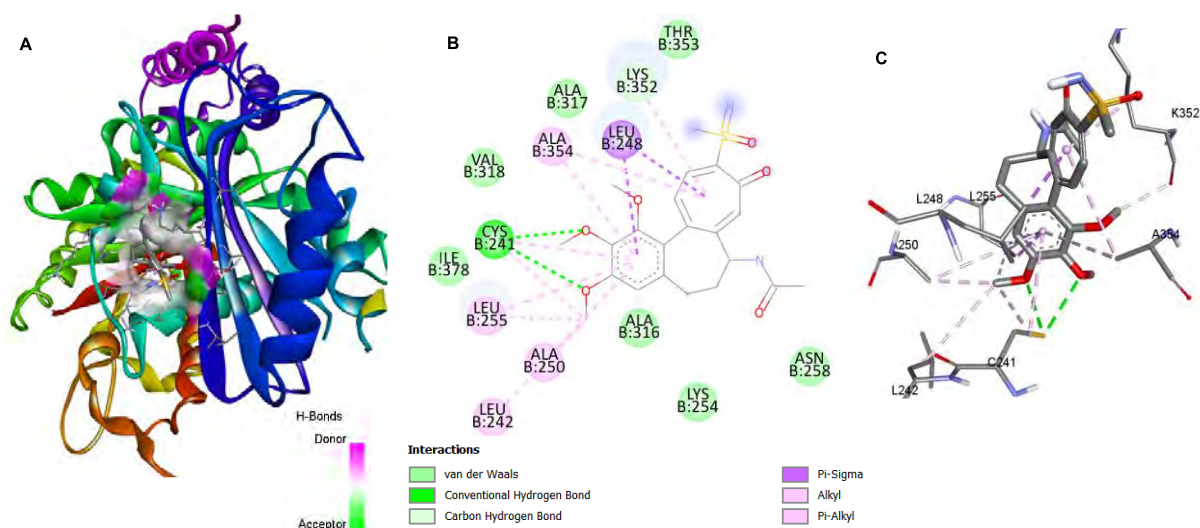 A
H-Bonds
Donor
Acceptor
B
THR
B:353
LYS
B:352
ALA
B:317
LEU
B:248
ALA
B:354
VAL
B:318
CYS
B:241
ILE
B:378
LEU
B:255
ALA
B:316
ALA
B:250
ASN
B:258
LYS
B:254
LEU
B:242
O
O
O
O
O
O
N
S
Interactions
van der Waals
Conventional Hydrogen Bond
Carbon Hydrogen Bond
Pi-Sigma
Alkyl
Pi-Alkyl
C
K352
L248
L255
A354
C241
L242